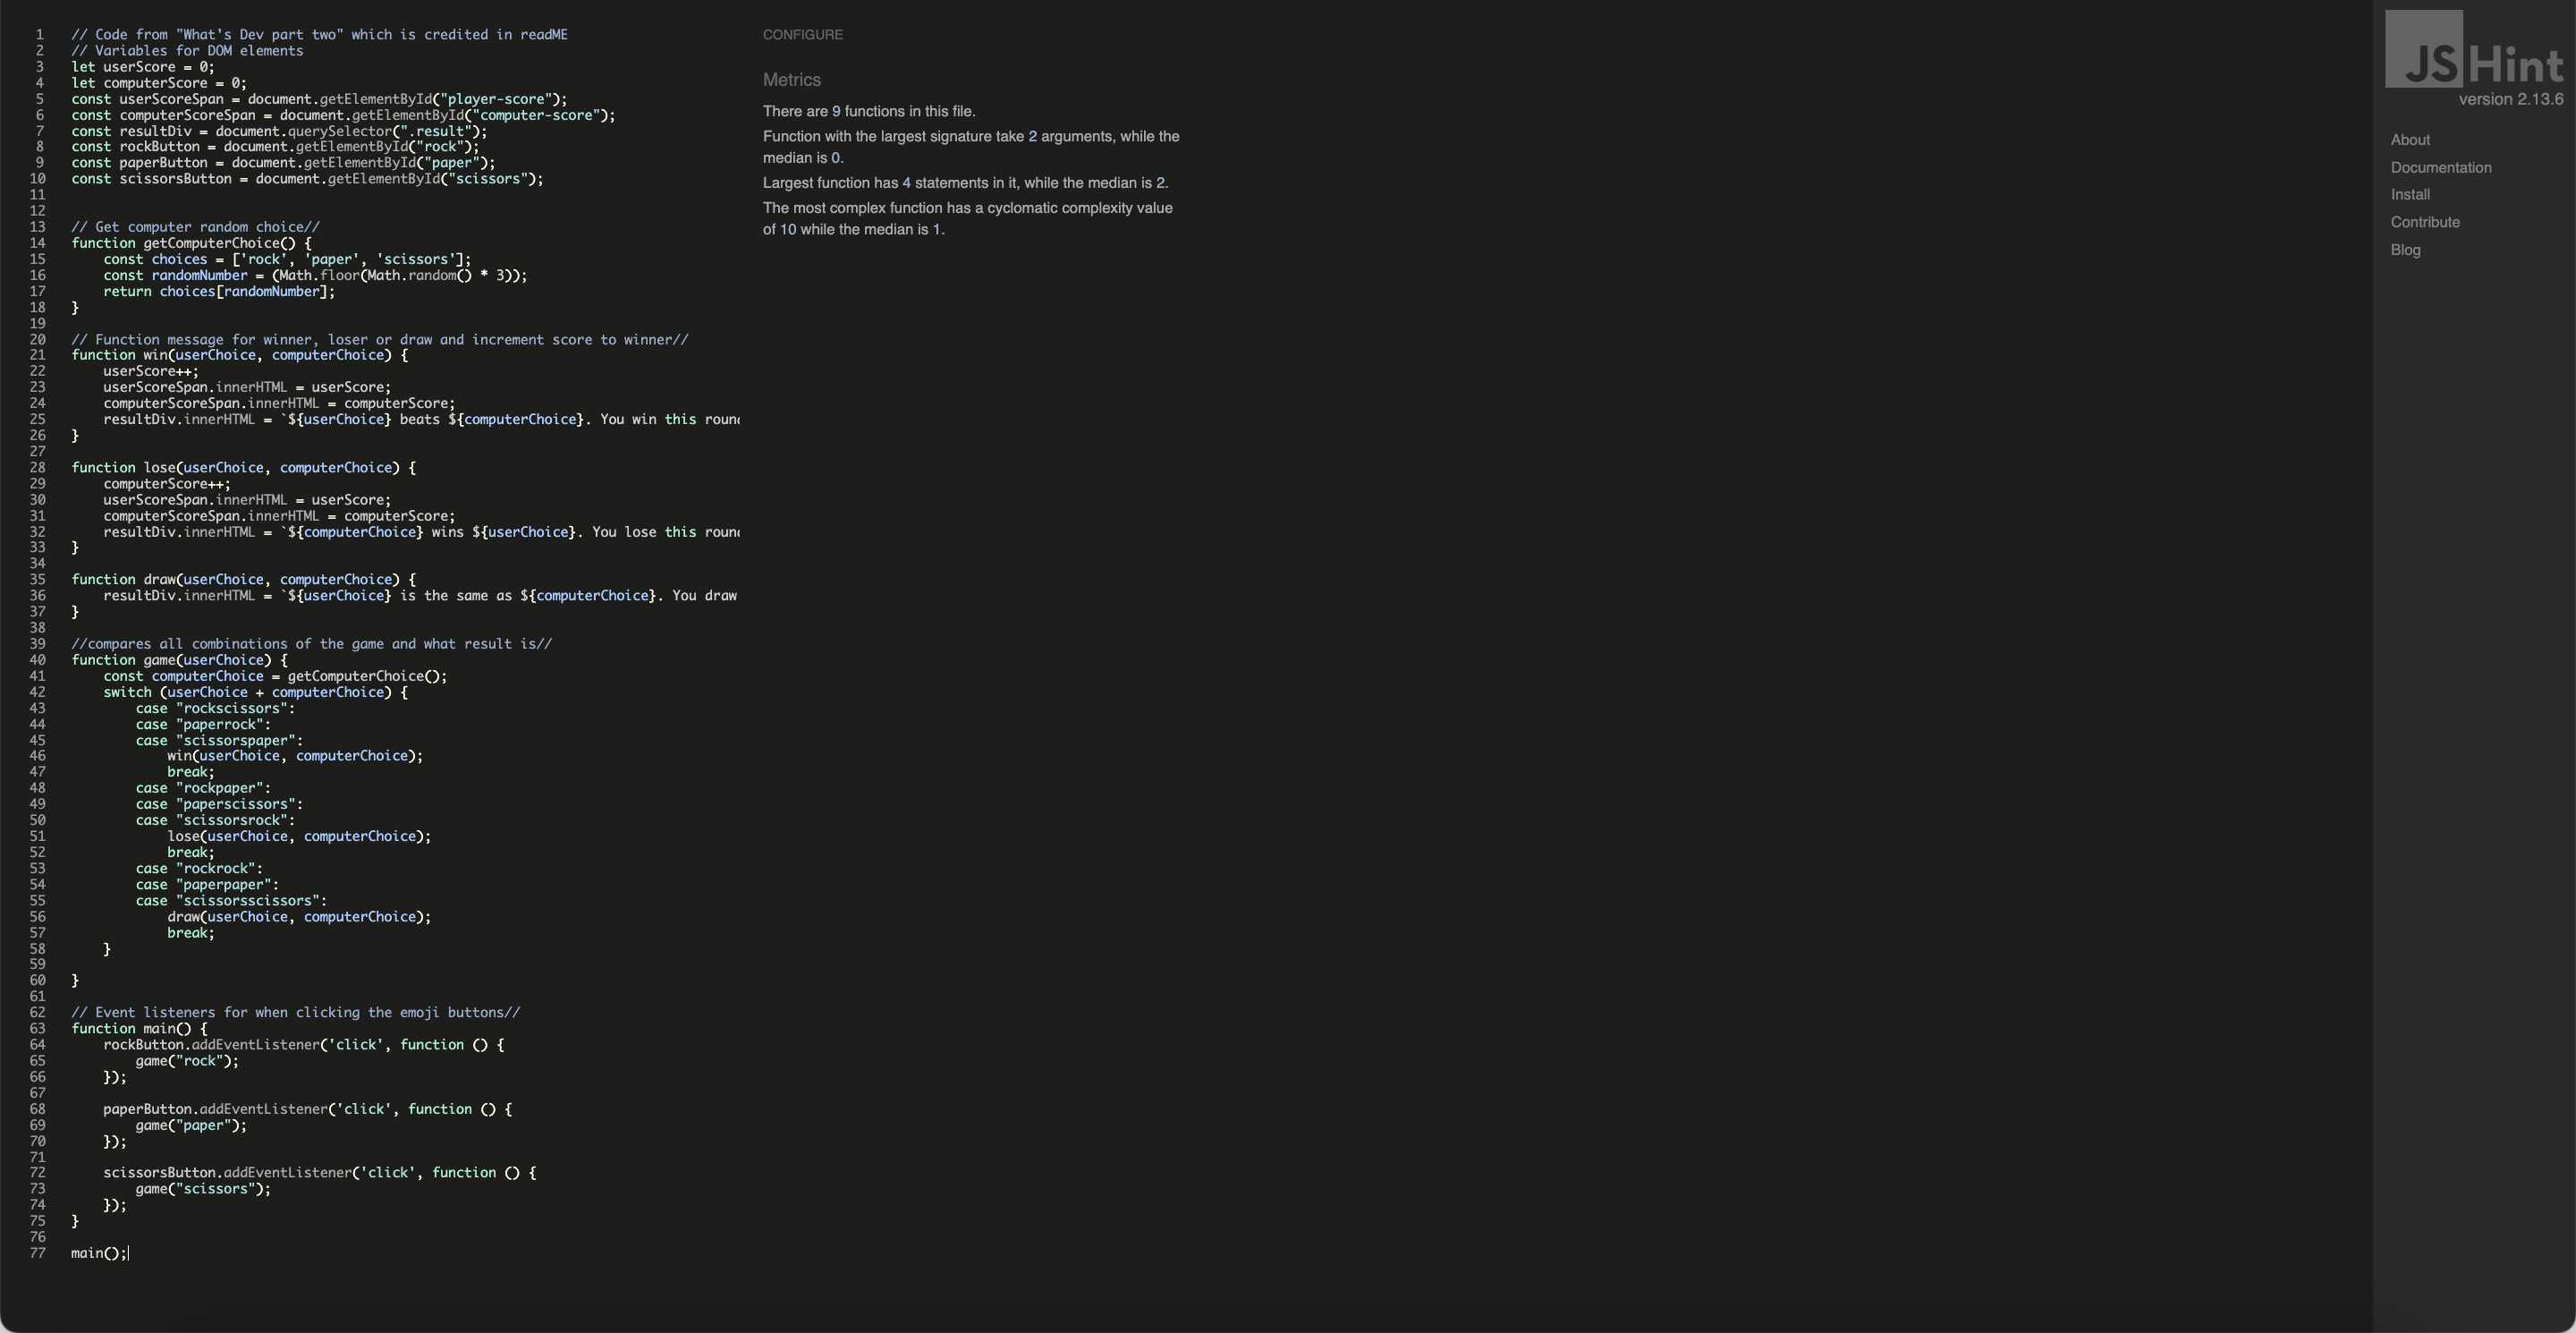 1 // Code from "What's Dev part two" which is credited in readME
2 // Variables for DOM elements
3 let userScore = 0;
4 let computerScore = 0;
5 const userScoreSpan = document.getElementById("player-score");
6 const computerScoreSpan = document.getElementById("computer-score");
7 const resultDiv = document.querySelector(".result");
8 const rockButton = document.getElementById("rock");
9 const paperButton = document.getElementById("paper");
10 const scissorsButton = document.getElementById("scissors");
11
12
13 // Get computer random choice//
14 function getComputerChoice() {
15     const choices = ['rock', 'paper', 'scissors'];
16     const randomNumber = (Math.floor(Math.random() * 3));
17     return choices[randomNumber];
18 }
19
20 // Function message for winner, loser or draw and increment score to winner//
21 function win(userChoice, computerChoice) {
22     userScore++;
23     userScoreSpan.innerHTML = userScore;
24     computerScoreSpan.innerHTML = computerScore;
25     resultDiv.innerHTML = `${userChoice} beats ${computerChoice}. You win this roun
26 }
27
28 function lose(userChoice, computerChoice) {
29     computerScore++;
30     userScoreSpan.innerHTML = userScore;
31     computerScoreSpan.innerHTML = computerScore;
32     resultDiv.innerHTML = `${computerChoice} wins ${userChoice}. You lose this roun
33 }
34
35 function draw(userChoice, computerChoice) {
36     resultDiv.innerHTML = `${userChoice} is the same as ${computerChoice}. You draw
37 }
38
39 //compares all combinations of the game and what result is//
40 function game(userChoice) {
41     const computerChoice = getComputerChoice();
42     switch (userChoice + computerChoice) {
43         case "rockscissors":
44         case "paperrock":
45         case "scissorspaper":
46             win(userChoice, computerChoice);
47             break;
48         case "rockpaper":
49         case "paperscissors":
50         case "scissorsrock":
51             lose(userChoice, computerChoice);
52             break;
53         case "rockrock":
54         case "paperpaper":
55         case "scissorsscissors":
56             draw(userChoice, computerChoice);
57             break;
58     }
59
60 }
61
62 // Event listeners for when clicking the emoji buttons//
63 function main() {
64     rockButton.addEventListener('click', function () {
65         game("rock");
66     });
67
68     paperButton.addEventListener('click', function () {
69         game("paper");
70     });
71
72     scissorsButton.addEventListener('click', function () {
73         game("scissors");
74     });
75 }
76
77 main();
CONFIGURE
Metrics
There are 9 functions in this file.
Function with the largest signature take 2 arguments, while the
median is 0.
Largest function has 4 statements in it, while the median is 2.
The most complex function has a cyclomatic complexity value
of 10 while the median is 1.
JSHint
version 2.13.6
About
Documentation
Install
Contribute
Blog